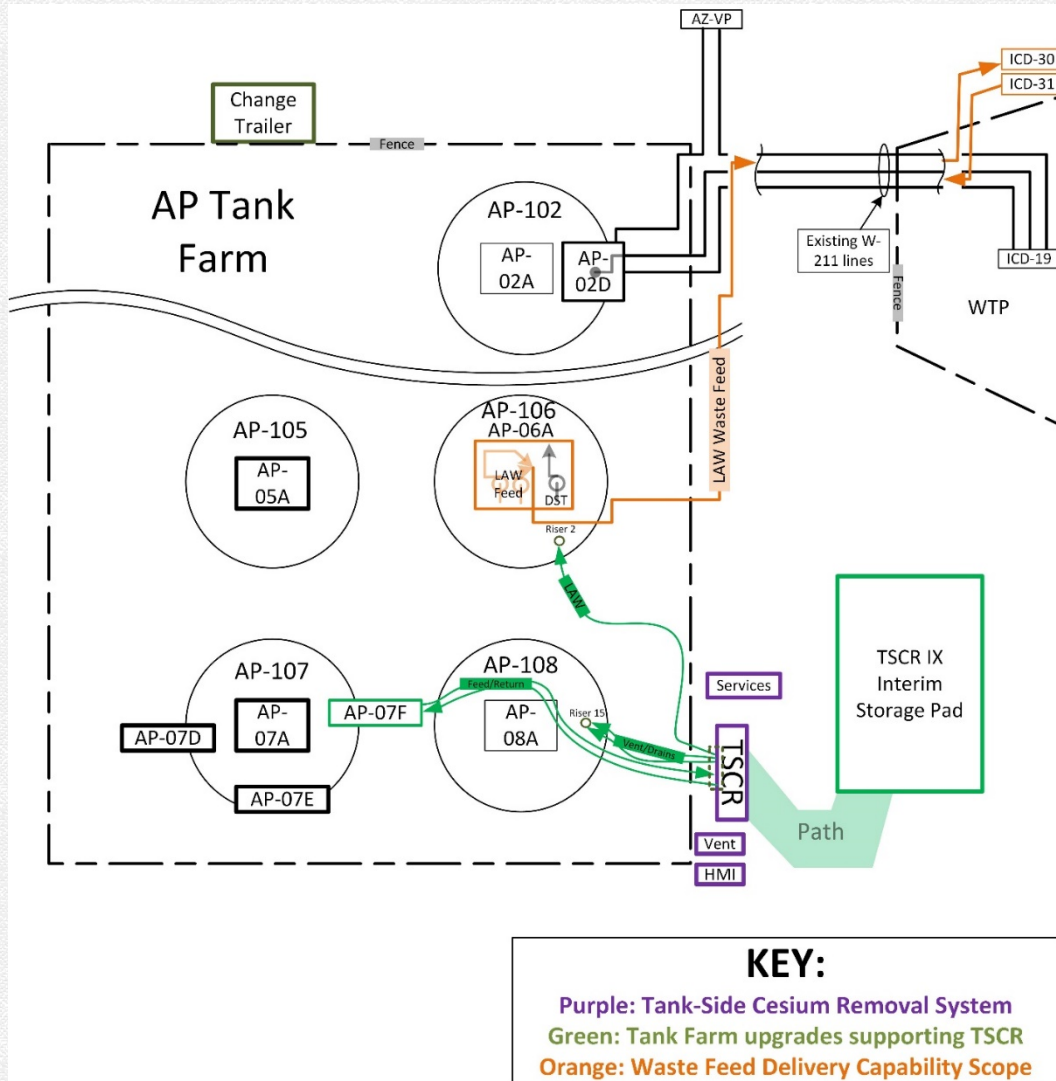 AZ-VP
ICD-30
ICD-31
Change
Trailer
Fence
AP Tank
Farm
AP-102
AP-
02A
AP-
02D
Existing W-
211 lines
ICD-19
Fence
WTP
LAW Waste Feed
AP-105
AP-
05A
AP-106
AP-06A
LAW
Feed
DST
Riser 2
LAW
AP-107
AP-
07A
AP-07D
AP-07E
AP-07F
Feed/Return
AP-108
AP-
08A
Riser 15
Vent/Drains
Services
TSCR
Vent
HMI
Path
TSCR IX
Interim
Storage Pad
KEY:
Purple: Tank-Side Cesium Removal System
Green: Tank Farm upgrades supporting TSCR
Orange: Waste Feed Delivery Capability Scope